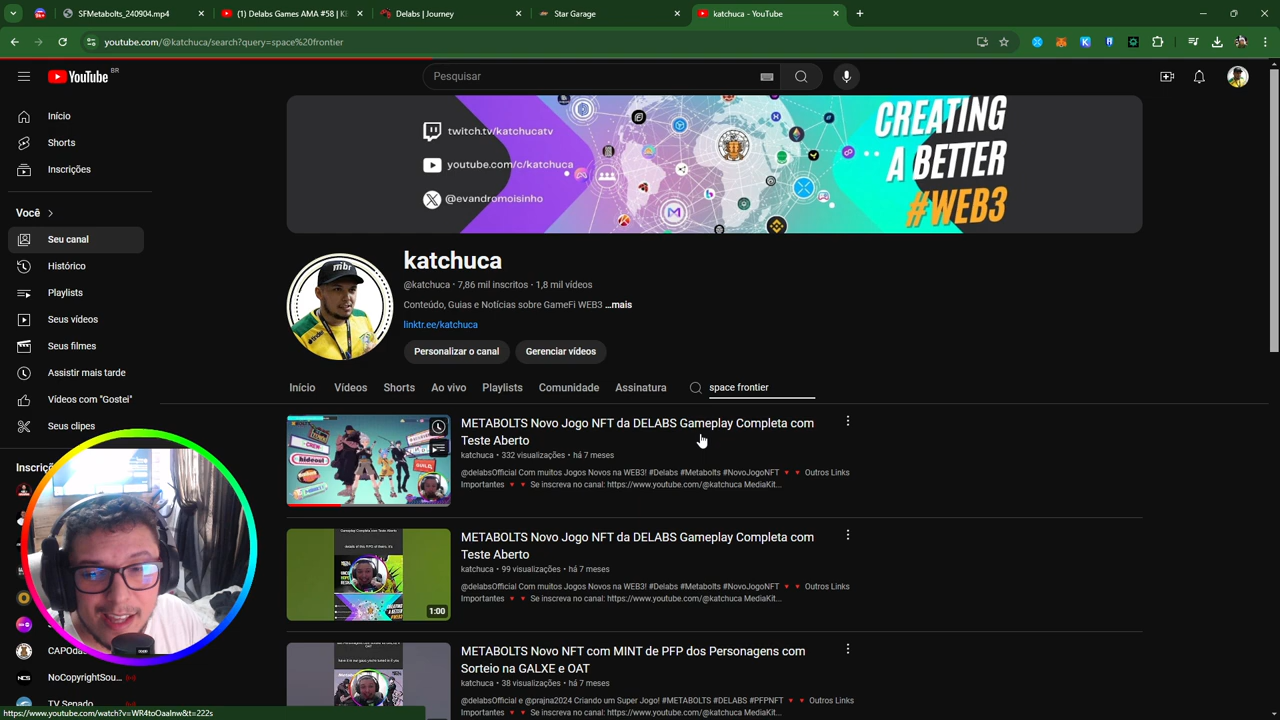 SFMetabolts_240904.mp4
(1) Delabs Games AMA #58 | K
Delabs | Journey
Star Garage
katchuca - YouTube
youtube.com/@katchuca/search?query=space%20frontier
YouTube
BR
Pesquisar
Início
Shorts
Inscrições
Você
Seu canal
Histórico
Playlists
Seus vídeos
Seus filmes
Assistir mais tarde
Vídeos com "Gostei"
Seus clipes
Inscriçõ
CAPOda
NoCopyrightSou...
TV Senado
twitch.tv/katchucatv
youtube.com/c/katchuca
@evandromoisinho
CREATING
A BETTER
#WEB3
katchuca
@katchuca · 7,86 mil inscritos · 1,8 mil vídeos
Conteúdo, Guias e Notícias sobre GameFi WEB3 ...mais
linktr.ee/katchuca
Personalizar o canal
Gerenciar vídeos
Início
Vídeos
Shorts
Ao vivo
Playlists
Comunidade
Assinatura
space frontier
METABOLTS Novo Jogo NFT da DELABS Gameplay Completa com
Teste Aberto
katchuca · 332 visualizações · há 7 meses
@delabsOfficial Com muitos Jogos Novos na WEB3! #Delabs #Metabolts #NovoJogoNFT 🔻 🔻 Outros Links
Importantes 🔻 🔻 Se inscreva no canal: https://www.youtube.com/@katchuca MediaKit...
METABOLTS Novo Jogo NFT da DELABS Gameplay Completa com
Teste Aberto
katchuca · 99 visualizações · há 7 meses
@delabsOfficial Com muitos Jogos Novos na WEB3! #Delabs #Metabolts #NovoJogoNFT 🔻 🔻 Outros Links
Importantes 🔻 🔻 Se inscreva no canal: https://www.youtube.com/@katchuca MediaKit...
1:00
METABOLTS Novo NFT com MINT de PFP dos Personagens com
Sorteio na GALXE e OAT
katchuca · 38 visualizações · há 7 meses
@delabsOfficial e @prajna2024 Criando um Super Jogo! #METABOLTS #DELABS #PFPNFT 🔻 🔻 Outros Links
Importantes 🔻 🔻 Se inscreva no canal: https://www.youtube.com/@katchuca MediaKit...
https://www.youtube.com/watch?v=WR4toOaaInw&t=222s